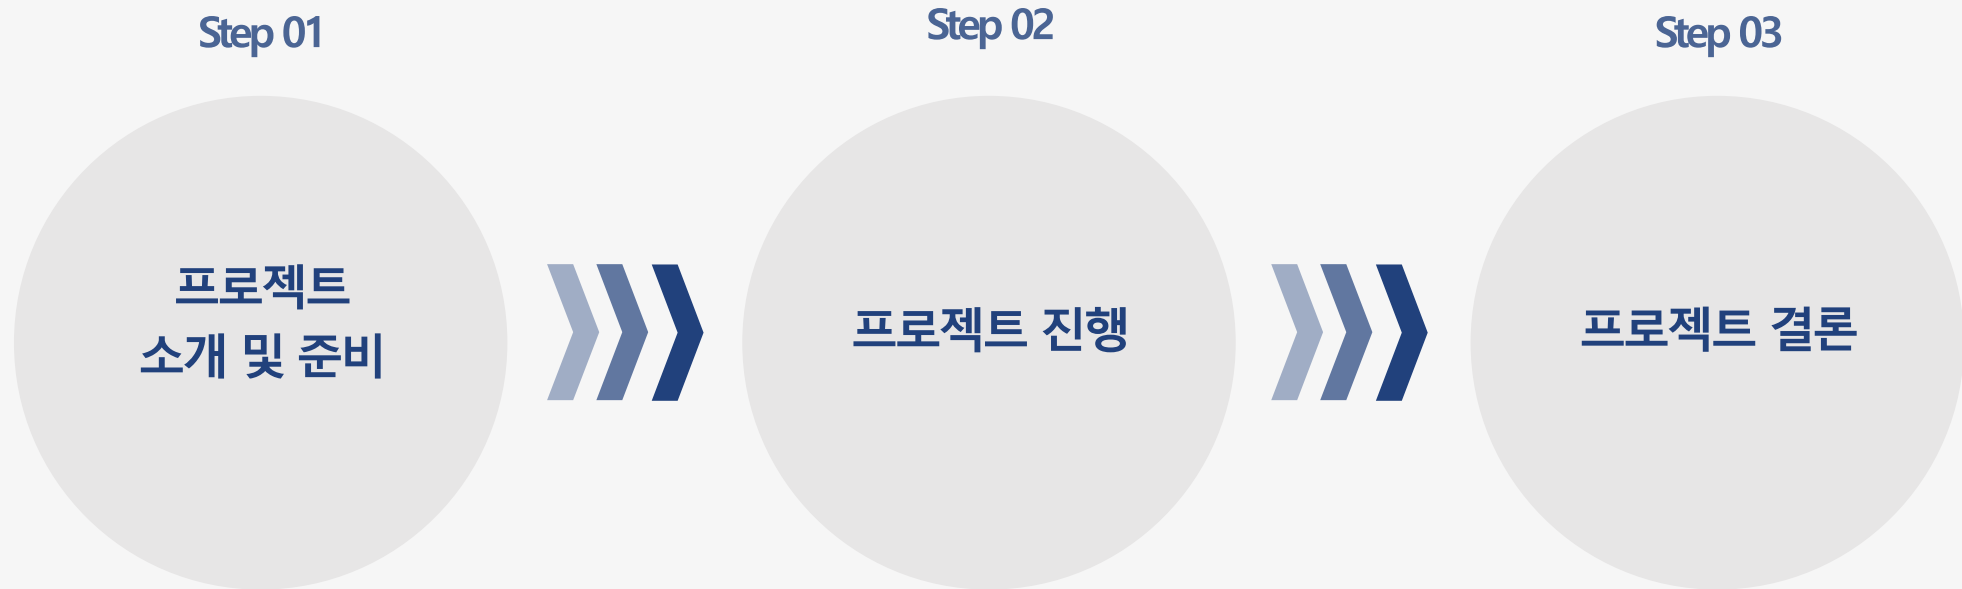 Step 01
프로젝트
소개 및 준비
Step 02
프로젝트 진행
Step 03
프로젝트 결론